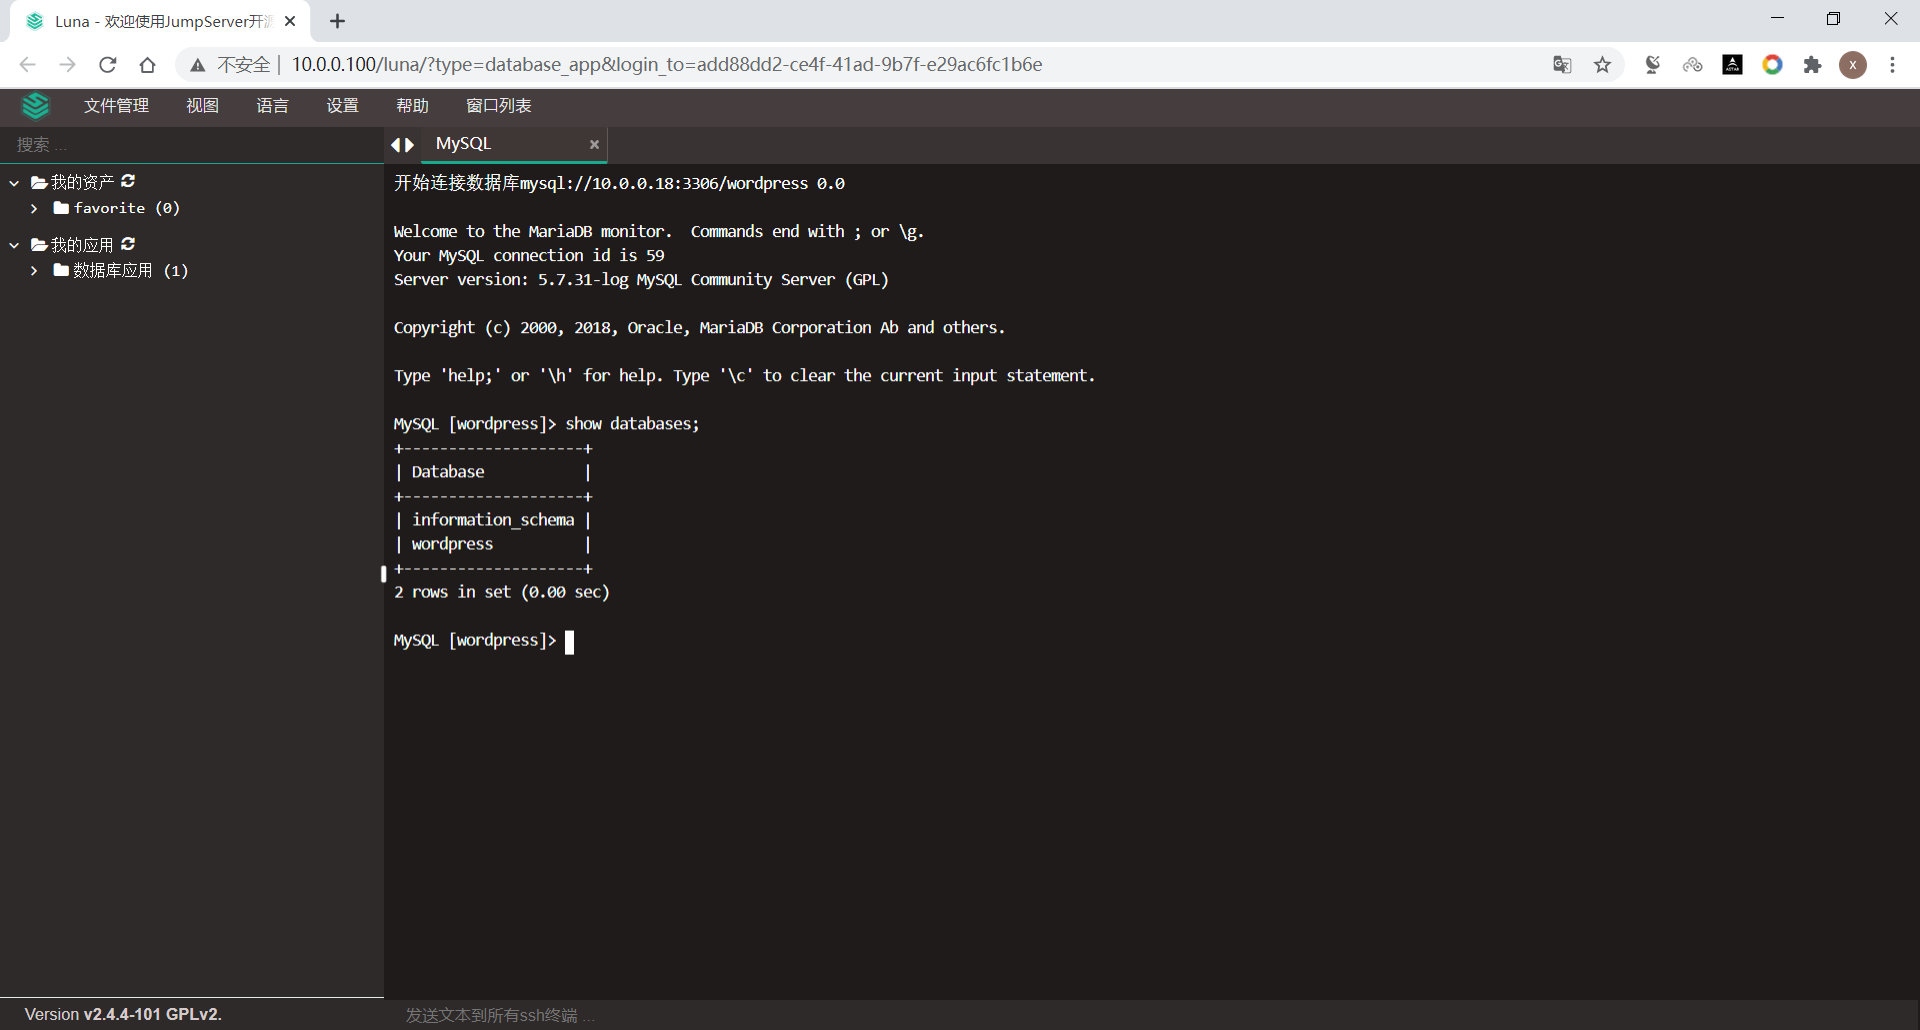 Luna - 欢迎使用JumpServer开源
不安全 | 10.0.0.100/luna/?type=database_app&login_to=add88dd2-ce4f-41ad-9b7f-e29ac6fc1b6e
X
文件管理 视图 语言 设置 帮助 窗口列表
搜索 ...
MySQL
我的资产
favorite (0)
我的应用
数据库应用 (1)
开始连接数据库mysql://10.0.0.18:3306/wordpress 0.0
Welcome to the MariaDB monitor.  Commands end with ; or \g.
Your MySQL connection id is 59
Server version: 5.7.31-log MySQL Community Server (GPL)
Copyright (c) 2000, 2018, Oracle, MariaDB Corporation Ab and others.
Type 'help;' or '\h' for help. Type '\c' to clear the current input statement.
MySQL [wordpress]> show databases;
+--------------------+
| Database           |
+--------------------+
| information_schema |
| wordpress          |
+--------------------+
2 rows in set (0.00 sec)
MySQL [wordpress]>
Version v2.4.4-101 GPLv2.
发送文本到所有ssh终端 ...